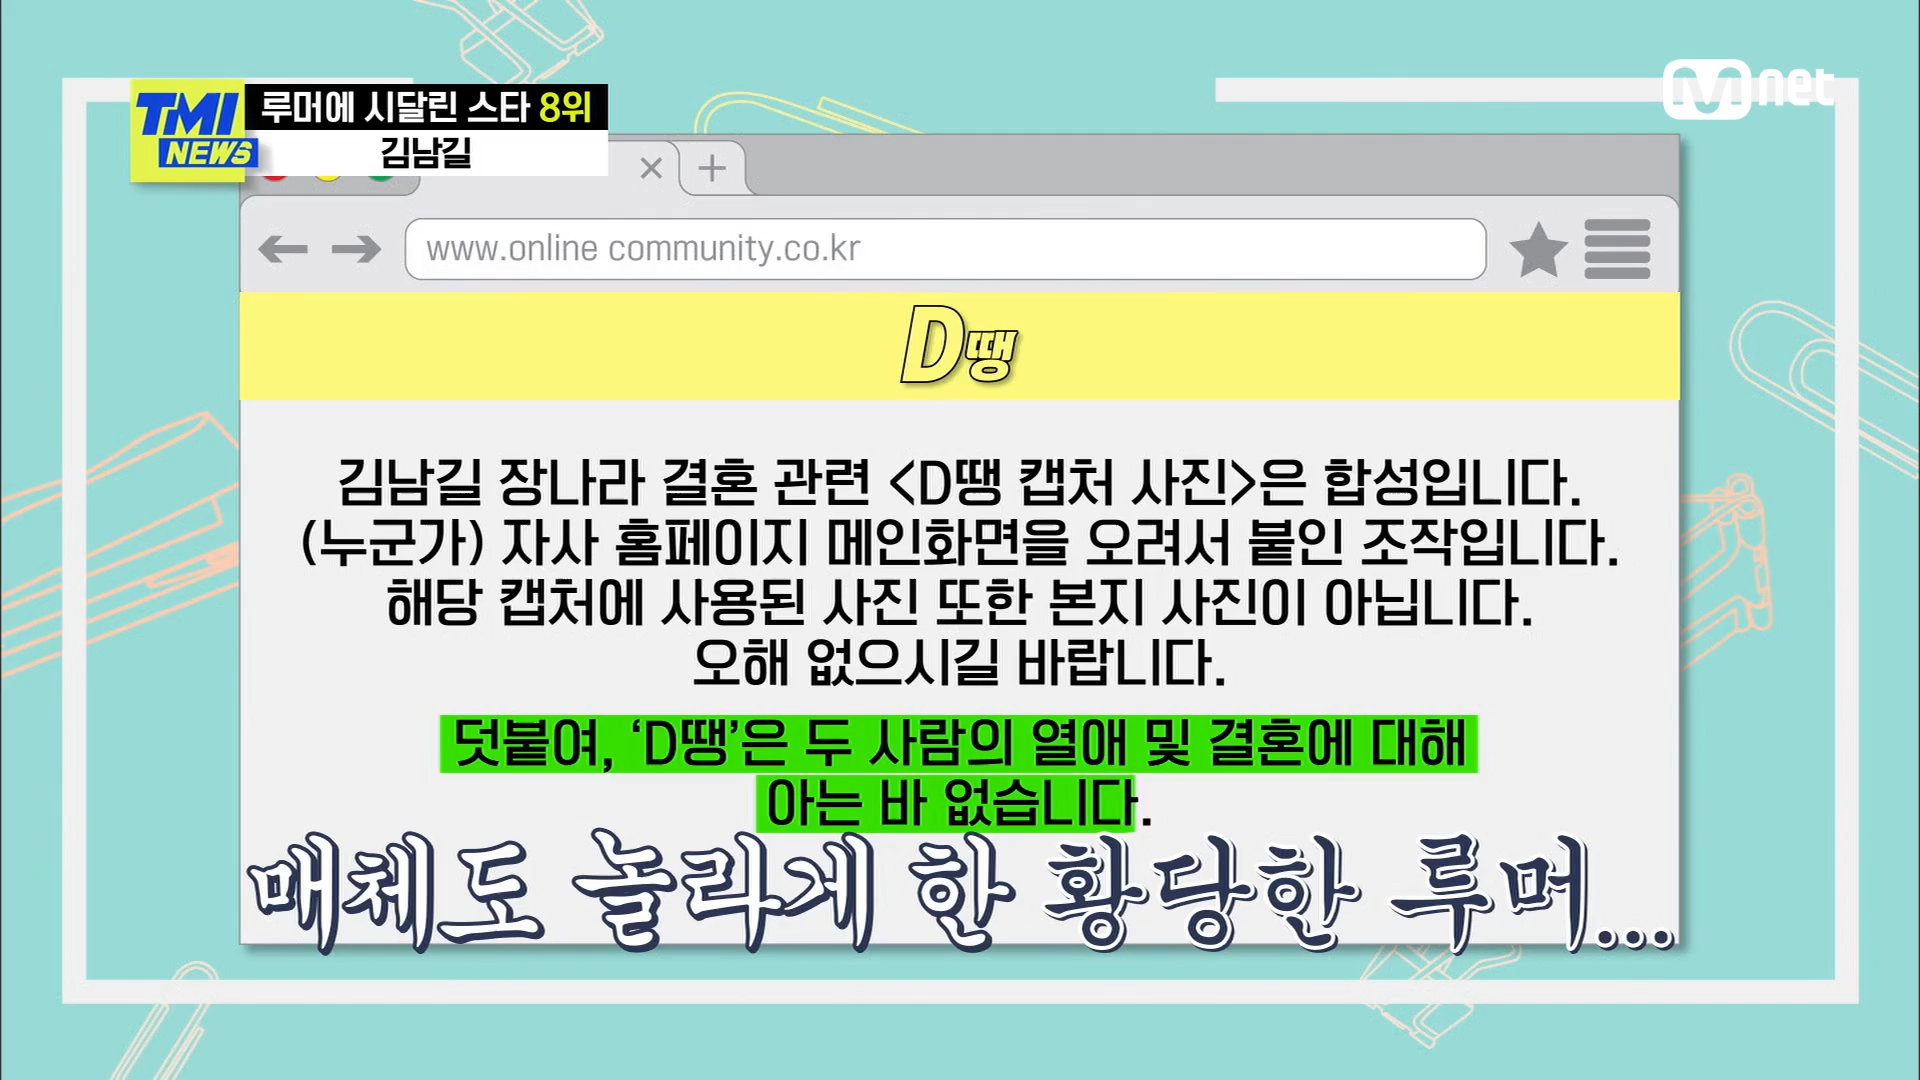 TMI
NEWS
루머에 시달린 스타 8위
김남길
Mnet
www.online community.co.kr
D땡
김남길 장나라 결혼 관련 <D땡 캡처 사진>은 합성입니다.
(누군가) 자사 홈페이지 메인화면을 오려서 붙인 조작입니다.
해당 캡처에 사용된 사진 또한 본지 사진이 아닙니다.
오해 없으시길 바랍니다.
덧붙여, ‘D땡’은 두 사람의 열애 및 결혼에 대해
아는 바 없습니다.
매체도 놀라게 한 황당한 루머...